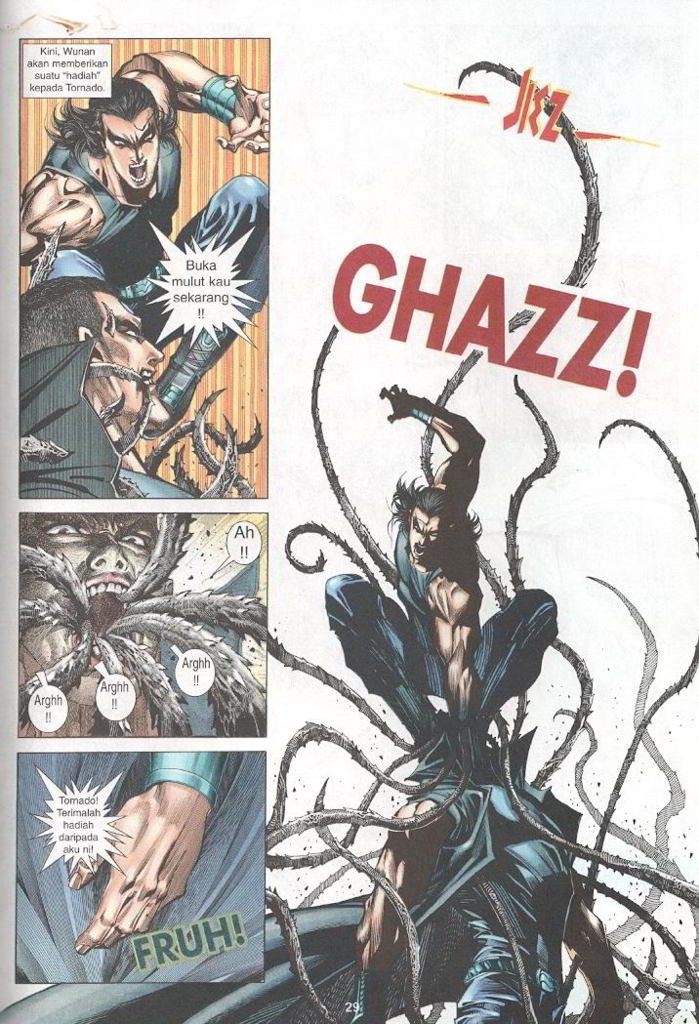 Kini, Wunan
akan memberikan
suatu "hadiah"
kepada Tornado.
Buka
mulut kau
sekarang
!!
Ah
!!
Arghh
!!
Arghh
!!
Arghh
!!
Tornado!
Terimalah
hadiah
daripada
aku ni!
FRUH!
GHAZZ!
29